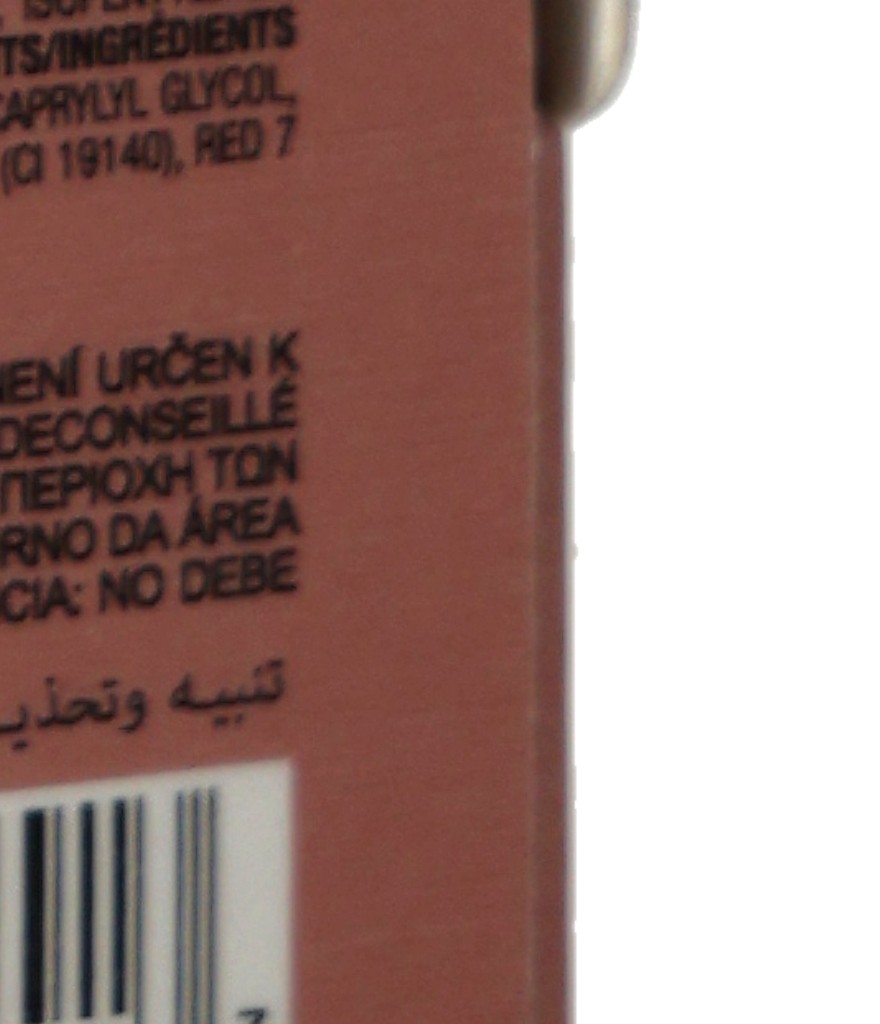 TS/INGRÉDIENTS
CAPRYLYL GLYCOL,
(CI 19140), RED 7
NENÍ URČEN K
DECONSEILLÉ
ΠΕΡΙΟΧΗ ΤΩΝ
RNO DA ÁREA
CIA: NO DEBE
تنبيه وتحذي